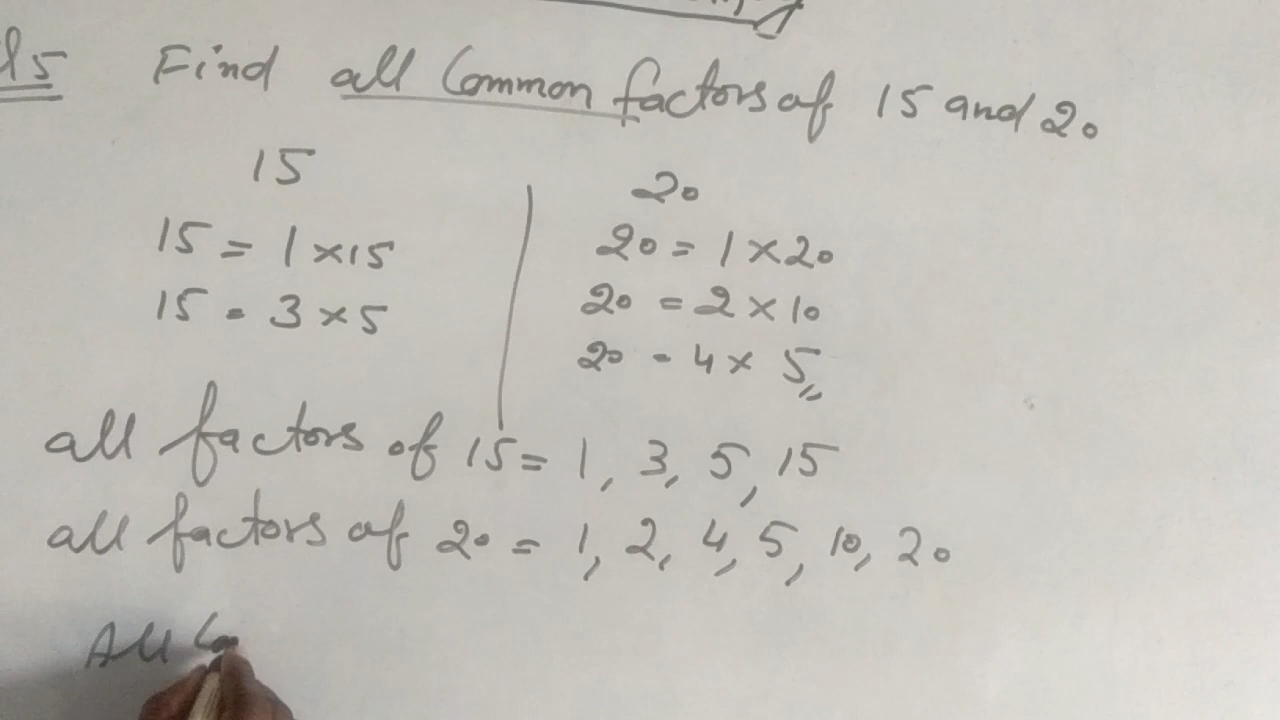 Find all Common factors of 15 and 20
15
15 = 1 × 15
15 = 3 × 5
20
20 = 1 × 20
20 = 2 × 10
20 = 4 × 5,,
all factors of 15 = 1, 3, 5, 15
all factors of 20 = 1, 2, 4, 5, 10, 20
All Co